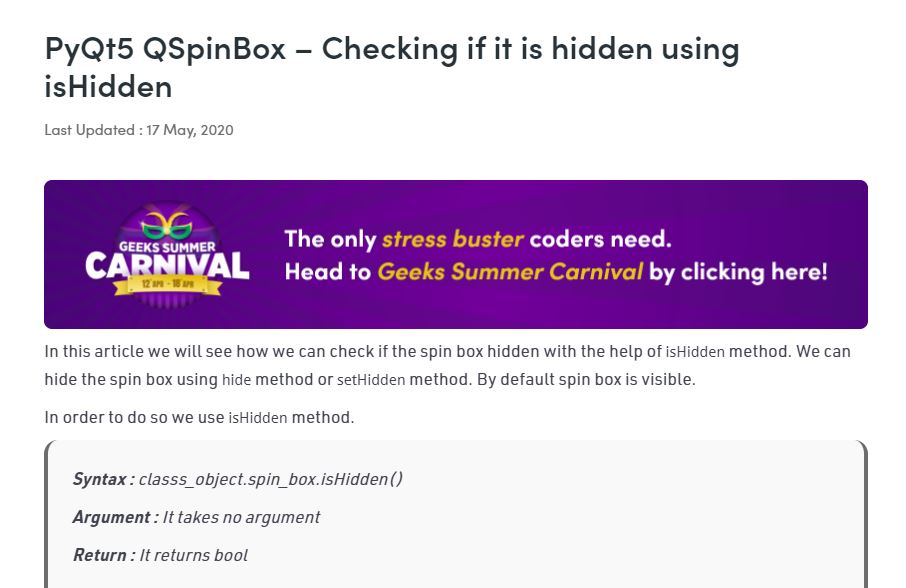 PyQt5 QSpinBox – Checking if it is hidden using
isHidden
Last Updated : 17 May, 2020
GEEKS SUMMER
CARNIVAL
12 APR - 18 APR
The only stress buster coders need.
Head to Geeks Summer Carnival by clicking here!
In this article we will see how we can check if the spin box hidden with the help of isHidden method. We can
hide the spin box using hide method or setHidden method. By default spin box is visible.
In order to do so we use isHidden method.
Syntax : classs_object.spin_box.isHidden()
Argument : It takes no argument
Return : It returns bool